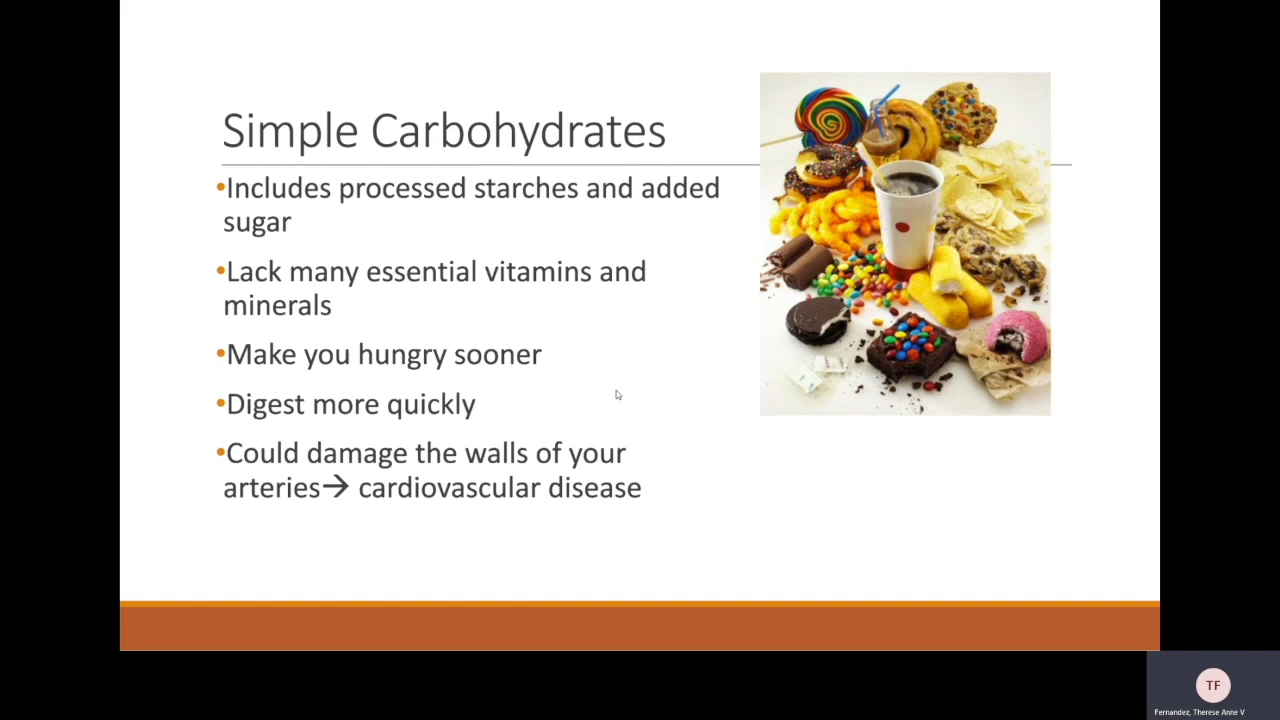 Simple Carbohydrates
•Includes processed starches and added
sugar
•Lack many essential vitamins and
minerals
•Make you hungry sooner
•Digest more quickly
•Could damage the walls of your
arteries→ cardiovascular disease
TF
Fernandez, Therese Anne V